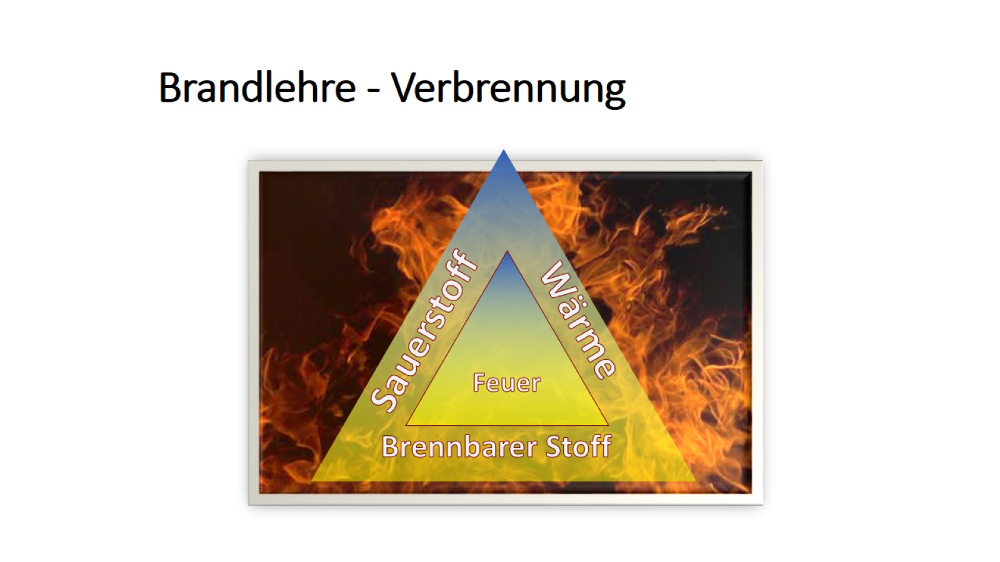 Brandlehre - Verbrennung
Sauerstoff
Wärme
Feuer
Brennbarer Stoff